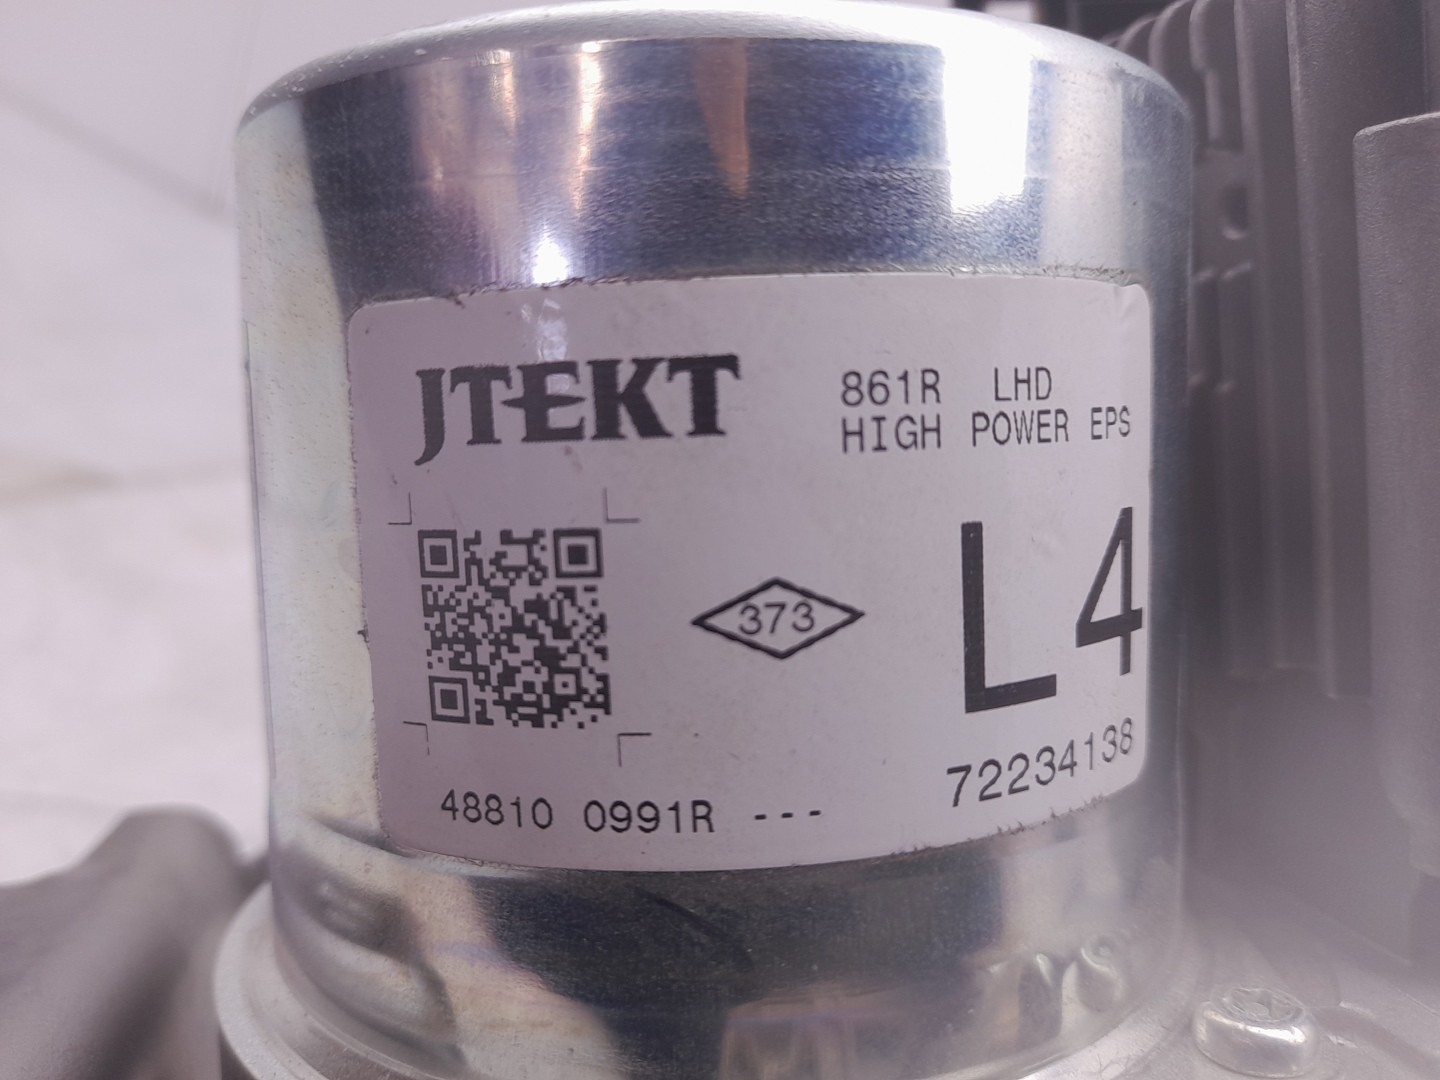 JTEKT
861R LHD
HIGH POWER EPS
373
L4
72234138
48810 0991R ---